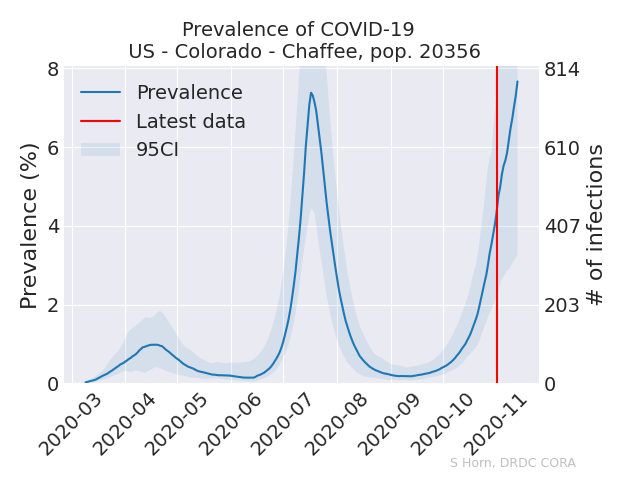 Prevalence of COVID-19
US - Colorado - Chaffee, pop. 20356
Prevalence
Latest data
95CI
Prevalence (%)
8
6
4
2
0
814
610
407
203
0
# of infections
2020-03
2020-04
2020-05
2020-06
2020-07
2020-08
2020-09
2020-10
2020-11
S Horn, DRDC CORA